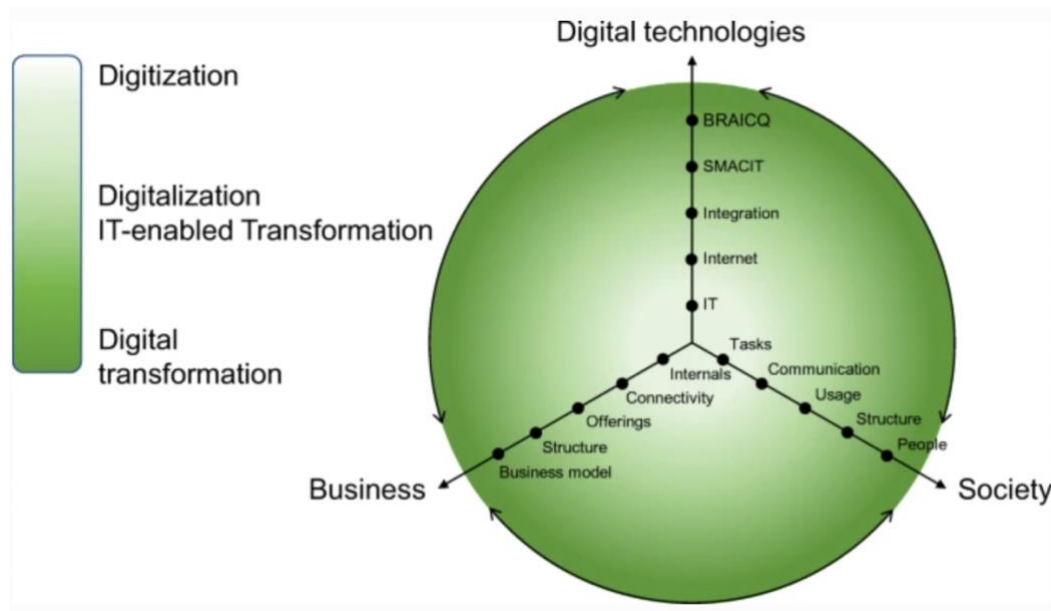 Digital technologies
Digitization
Digitalization
IT-enabled Transformation
Digital
transformation
BRAICQ
SMACIT
Integration
Internet
IT
Tasks
Communication
Usage
Structure
People
Society
Internals
Connectivity
Offerings
Structure
Business model
Business